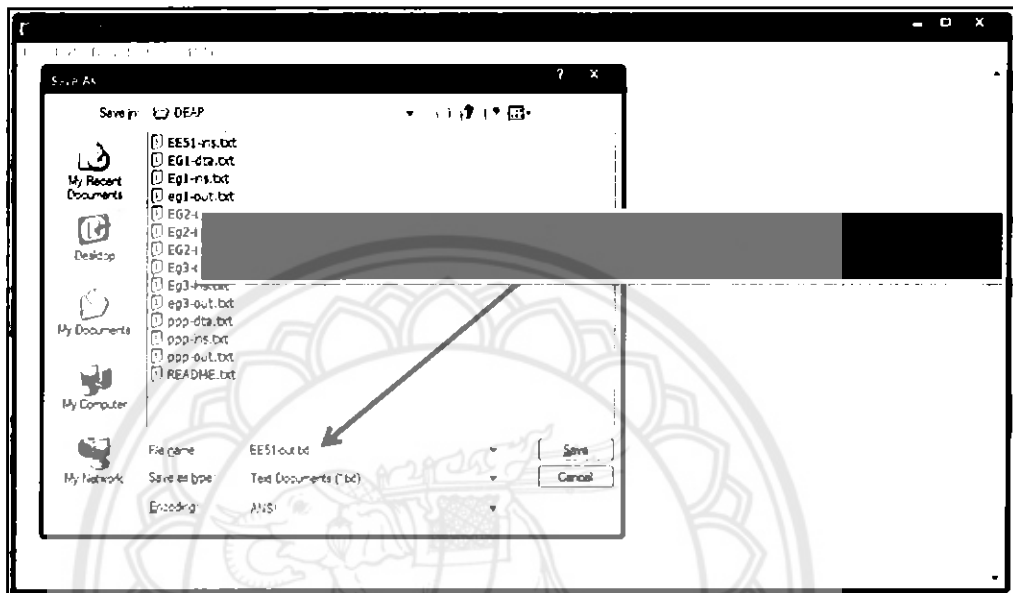 Save As
Save in: DEAP
My Recent Documents
Desktop
My Documents
My Computer
My Network
EE51-ins.txt
EG1-dta.txt
Eg1-ins.txt
eg1-out.txt
EG2-
Eg2-
EG2-
Eg3-
Eg3-ins.txt
eg3-out.txt
ppp-dta.txt
ppp-ins.txt
ppp-out.txt
README.txt
File name: EE51-out.txt
Save as type: Text Documents (*.txt)
Encoding: ANSI
Save
Cancel